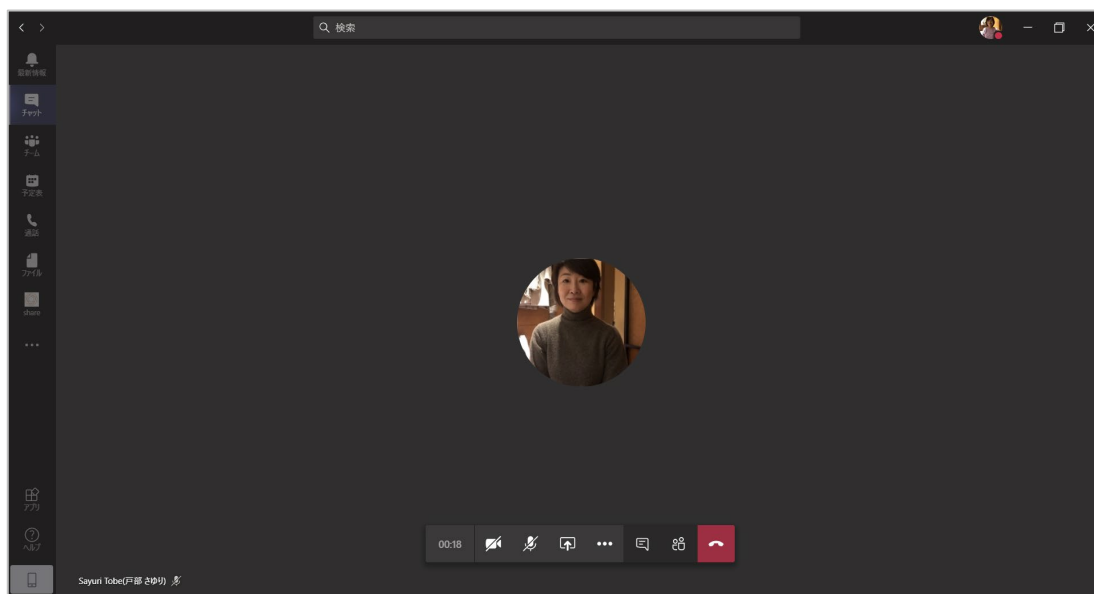 検索
最新情報
チャット
チーム
予定表
通話
ファイル
share
アプリ
ヘルプ
00:18
Sayuri Tobe(戸部 さゆり)